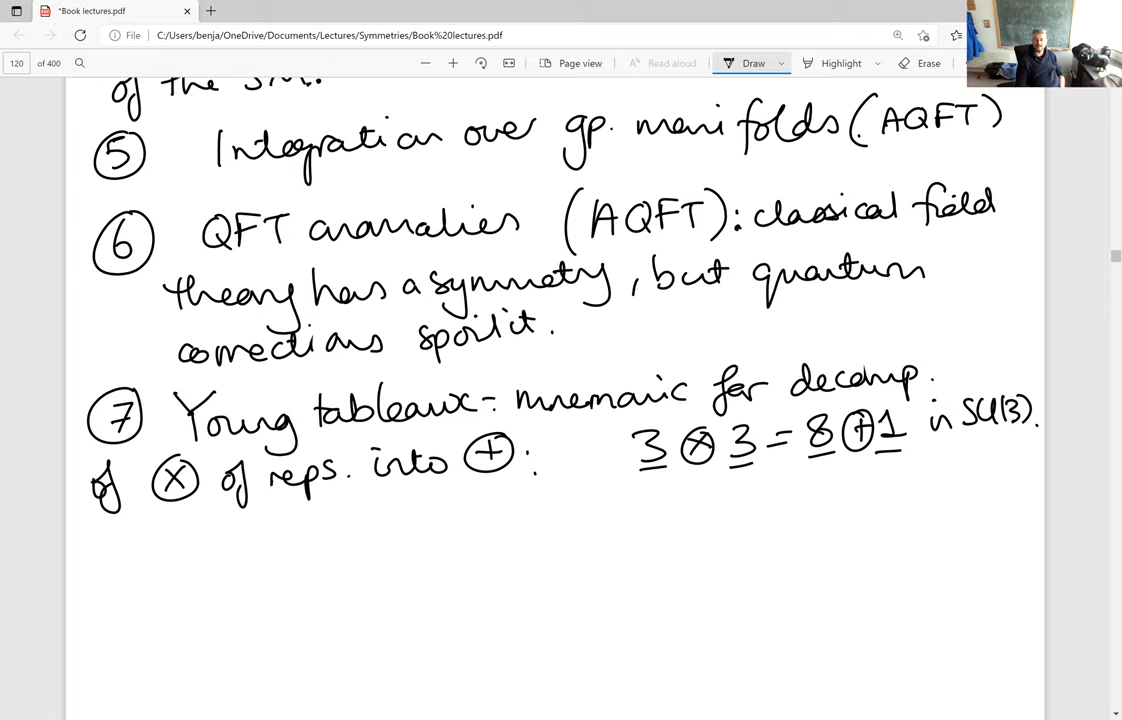 *Book lectures.pdf
File C:/Users/benja/OneDrive/Documents/Lectures/Symmetries/Book%20lectures.pdf
120 of 400 Page view Read aloud Draw Highlight Erase
of the SM.
⑤ Integration over gp. manifolds (AQFT)
⑥ QFT anomalies (AQFT): classical field
theory has a symmetry, but quantum
corrections spoil it.
⑦ Young tableaux - mnemonic for decomp.
of ⊗ of reps. into ⊕: 3 ⊗ 3 = 8 ⊕ 1 in SU(3).